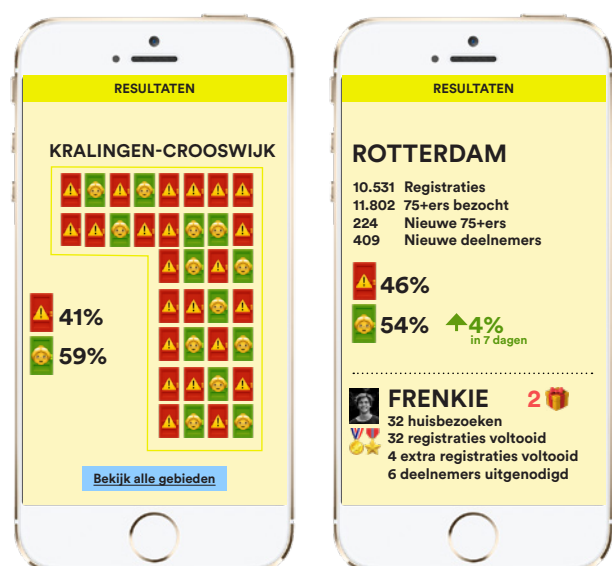 RESULTATEN
KRALINGEN-CROOSWIJK
41%
59%
Bekijk alle gebieden
RESULTATEN
ROTTERDAM
10.531 Registraties
11.802 75+ers bezocht
224 Nieuwe 75+ers
409 Nieuwe deelnemers
46%
54% 4%
in 7 dagen
FRENKIE 2
32 huisbezoeken
32 registraties voltooid
4 extra registraties voltooid
6 deelnemers uitgenodigd